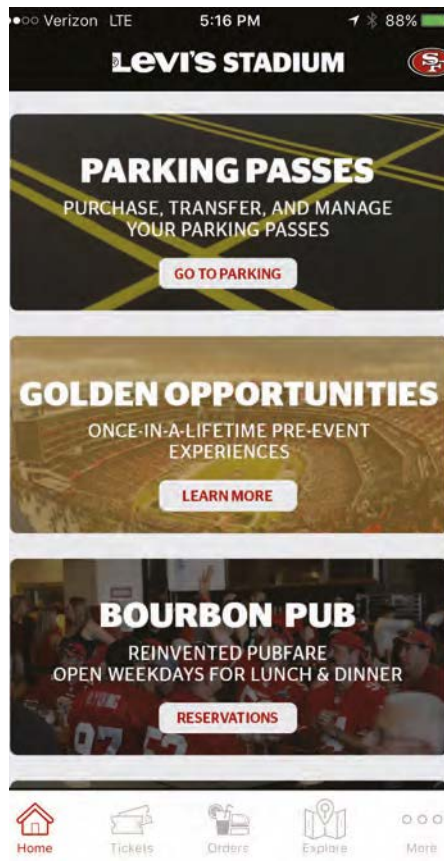 Verizon LTE 5:16 PM 88%
LEVI'S STADIUM
SF
PARKING PASSES
PURCHASE, TRANSFER, AND MANAGE
YOUR PARKING PASSES
GO TO PARKING
GOLDEN OPPORTUNITIES
ONCE-IN-A-LIFETIME PRE-EVENT
EXPERIENCES
LEARN MORE
BOURBON PUB
REINVENTED PUBFARE
OPEN WEEKDAYS FOR LUNCH & DINNER
RESERVATIONS
Home Tickets Orders Explore More